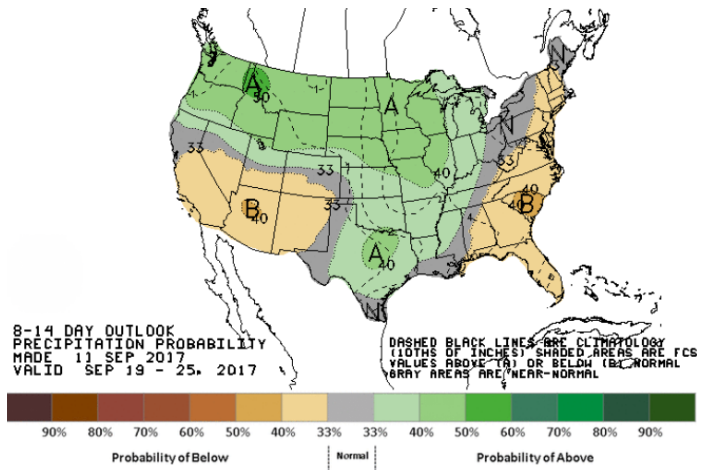 A
50
A
N
N
33
33
33
33
40
40
40
B
40
B
A
40
N
8-14 DAY OUTLOOK
PRECIPITATION PROBABILITY
MADE 11 SEP 2017
VALID SEP 19 - 25, 2017
DASHED BLACK LINES ARE CLIMATOLOGY
(10THS OF INCHES) SHADED AREAS ARE FCST
VALUES ABOVE (A) OR BELOW (B) NORMAL
GRAY AREAS ARE NEAR-NORMAL
90% 80% 70% 60% 50% 40% 33% 33% 40% 50% 60% 70% 80% 90%
Probability of Below Normal Probability of Above